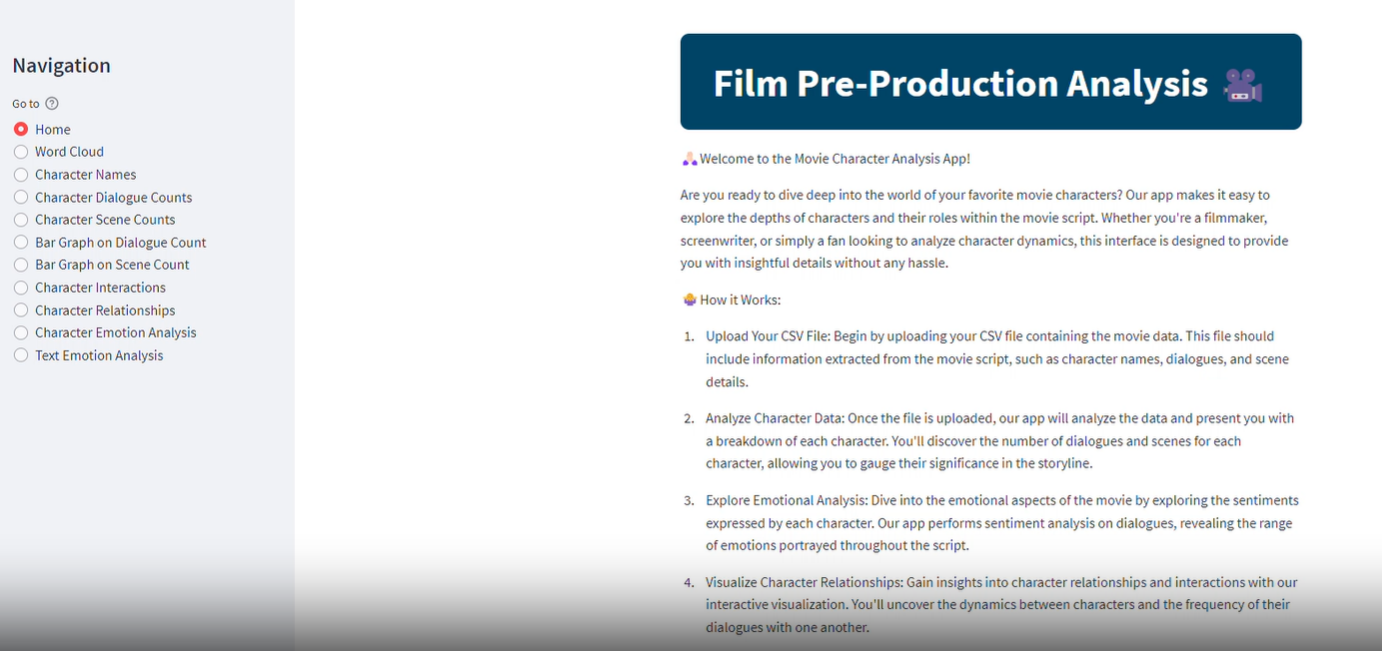 Navigation
Go to
Home
Word Cloud
Character Names
Character Dialogue Counts
Character Scene Counts
Bar Graph on Dialogue Count
Bar Graph on Scene Count
Character Interactions
Character Relationships
Character Emotion Analysis
Text Emotion Analysis
Film Pre-Production Analysis
Welcome to the Movie Character Analysis App!
Are you ready to dive deep into the world of your favorite movie characters? Our app makes it easy to
explore the depths of characters and their roles within the movie script. Whether you're a filmmaker,
screenwriter, or simply a fan looking to analyze character dynamics, this interface is designed to provide
you with insightful details without any hassle.
How it Works:
1. Upload Your CSV File: Begin by uploading your CSV file containing the movie data. This file should
include information extracted from the movie script, such as character names, dialogues, and scene
details.
2. Analyze Character Data: Once the file is uploaded, our app will analyze the data and present you with
a breakdown of each character. You'll discover the number of dialogues and scenes for each
character, allowing you to gauge their significance in the storyline.
3. Explore Emotional Analysis: Dive into the emotional aspects of the movie by exploring the sentiments
expressed by each character. Our app performs sentiment analysis on dialogues, revealing the range
of emotions portrayed throughout the script.
4. Visualize Character Relationships: Gain insights into character relationships and interactions with our
interactive visualization. You'll uncover the dynamics between characters and the frequency of their
dialogues with one another.